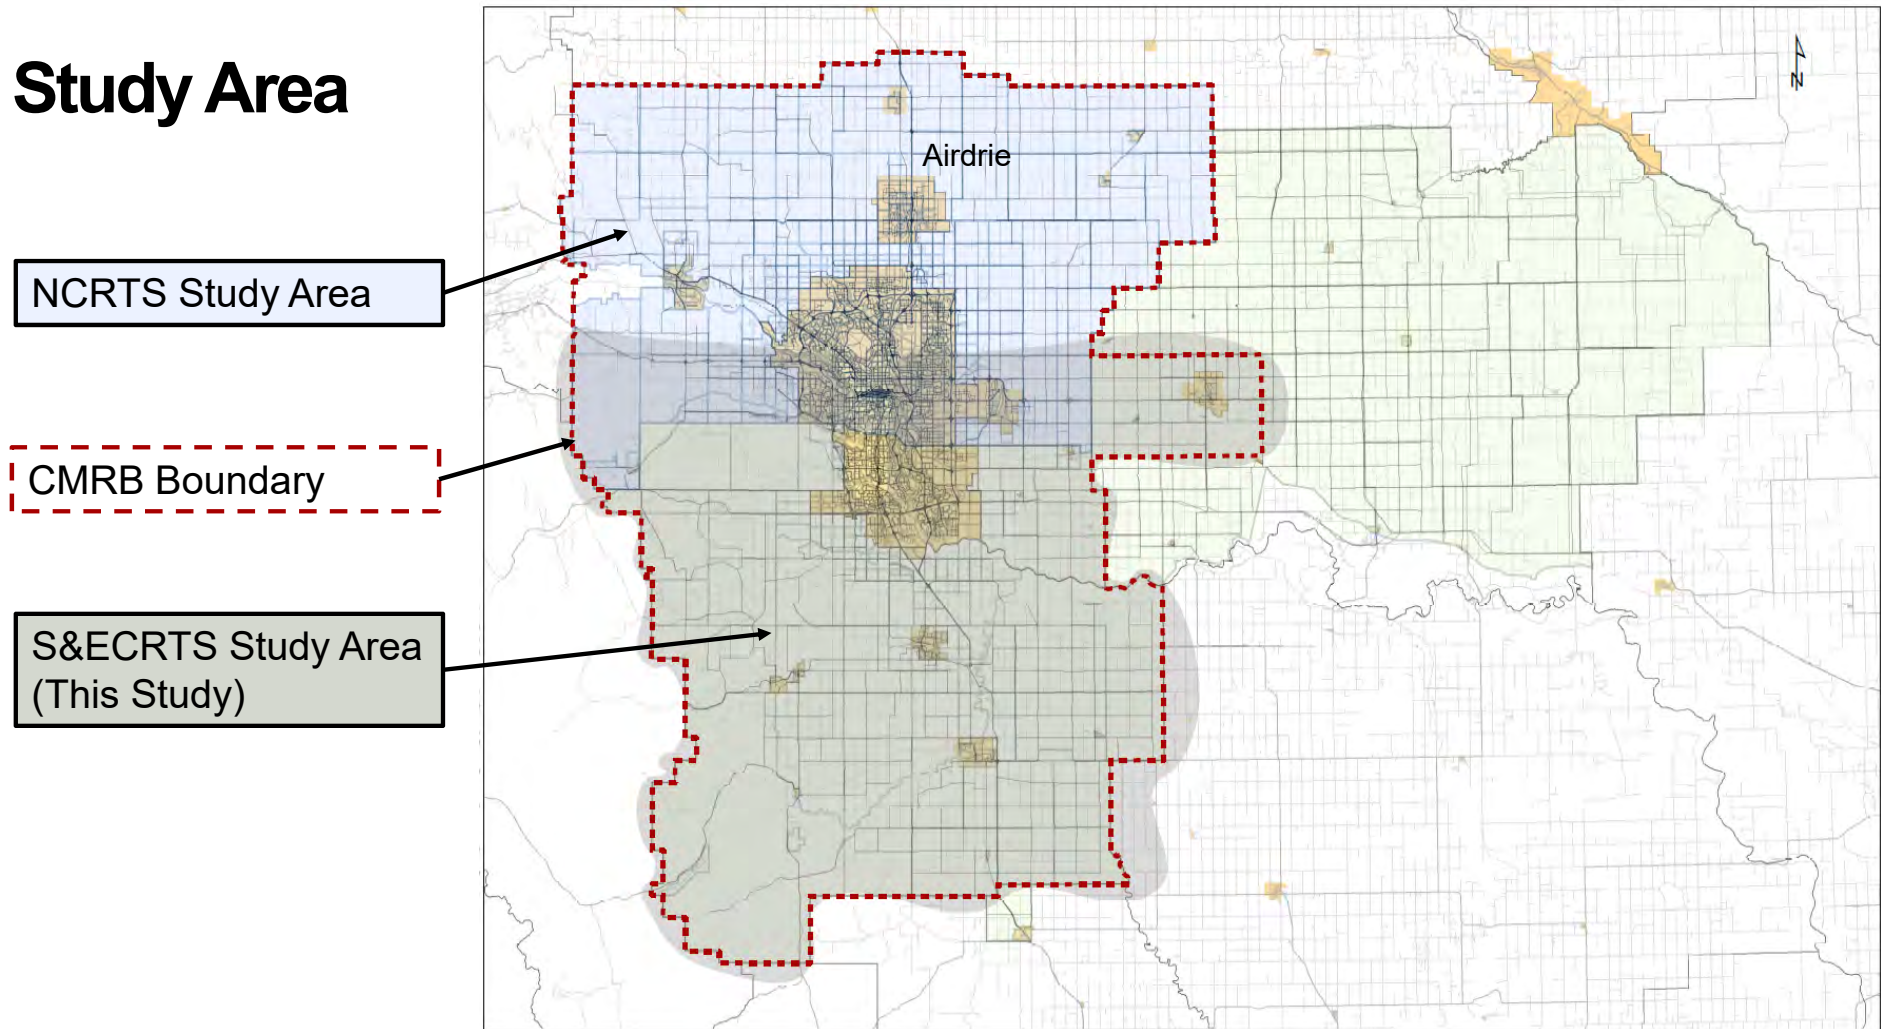 Study Area
Airdrie
NCRTS Study Area
CMRB Boundary
S&ECRTS Study Area
(This Study)
N